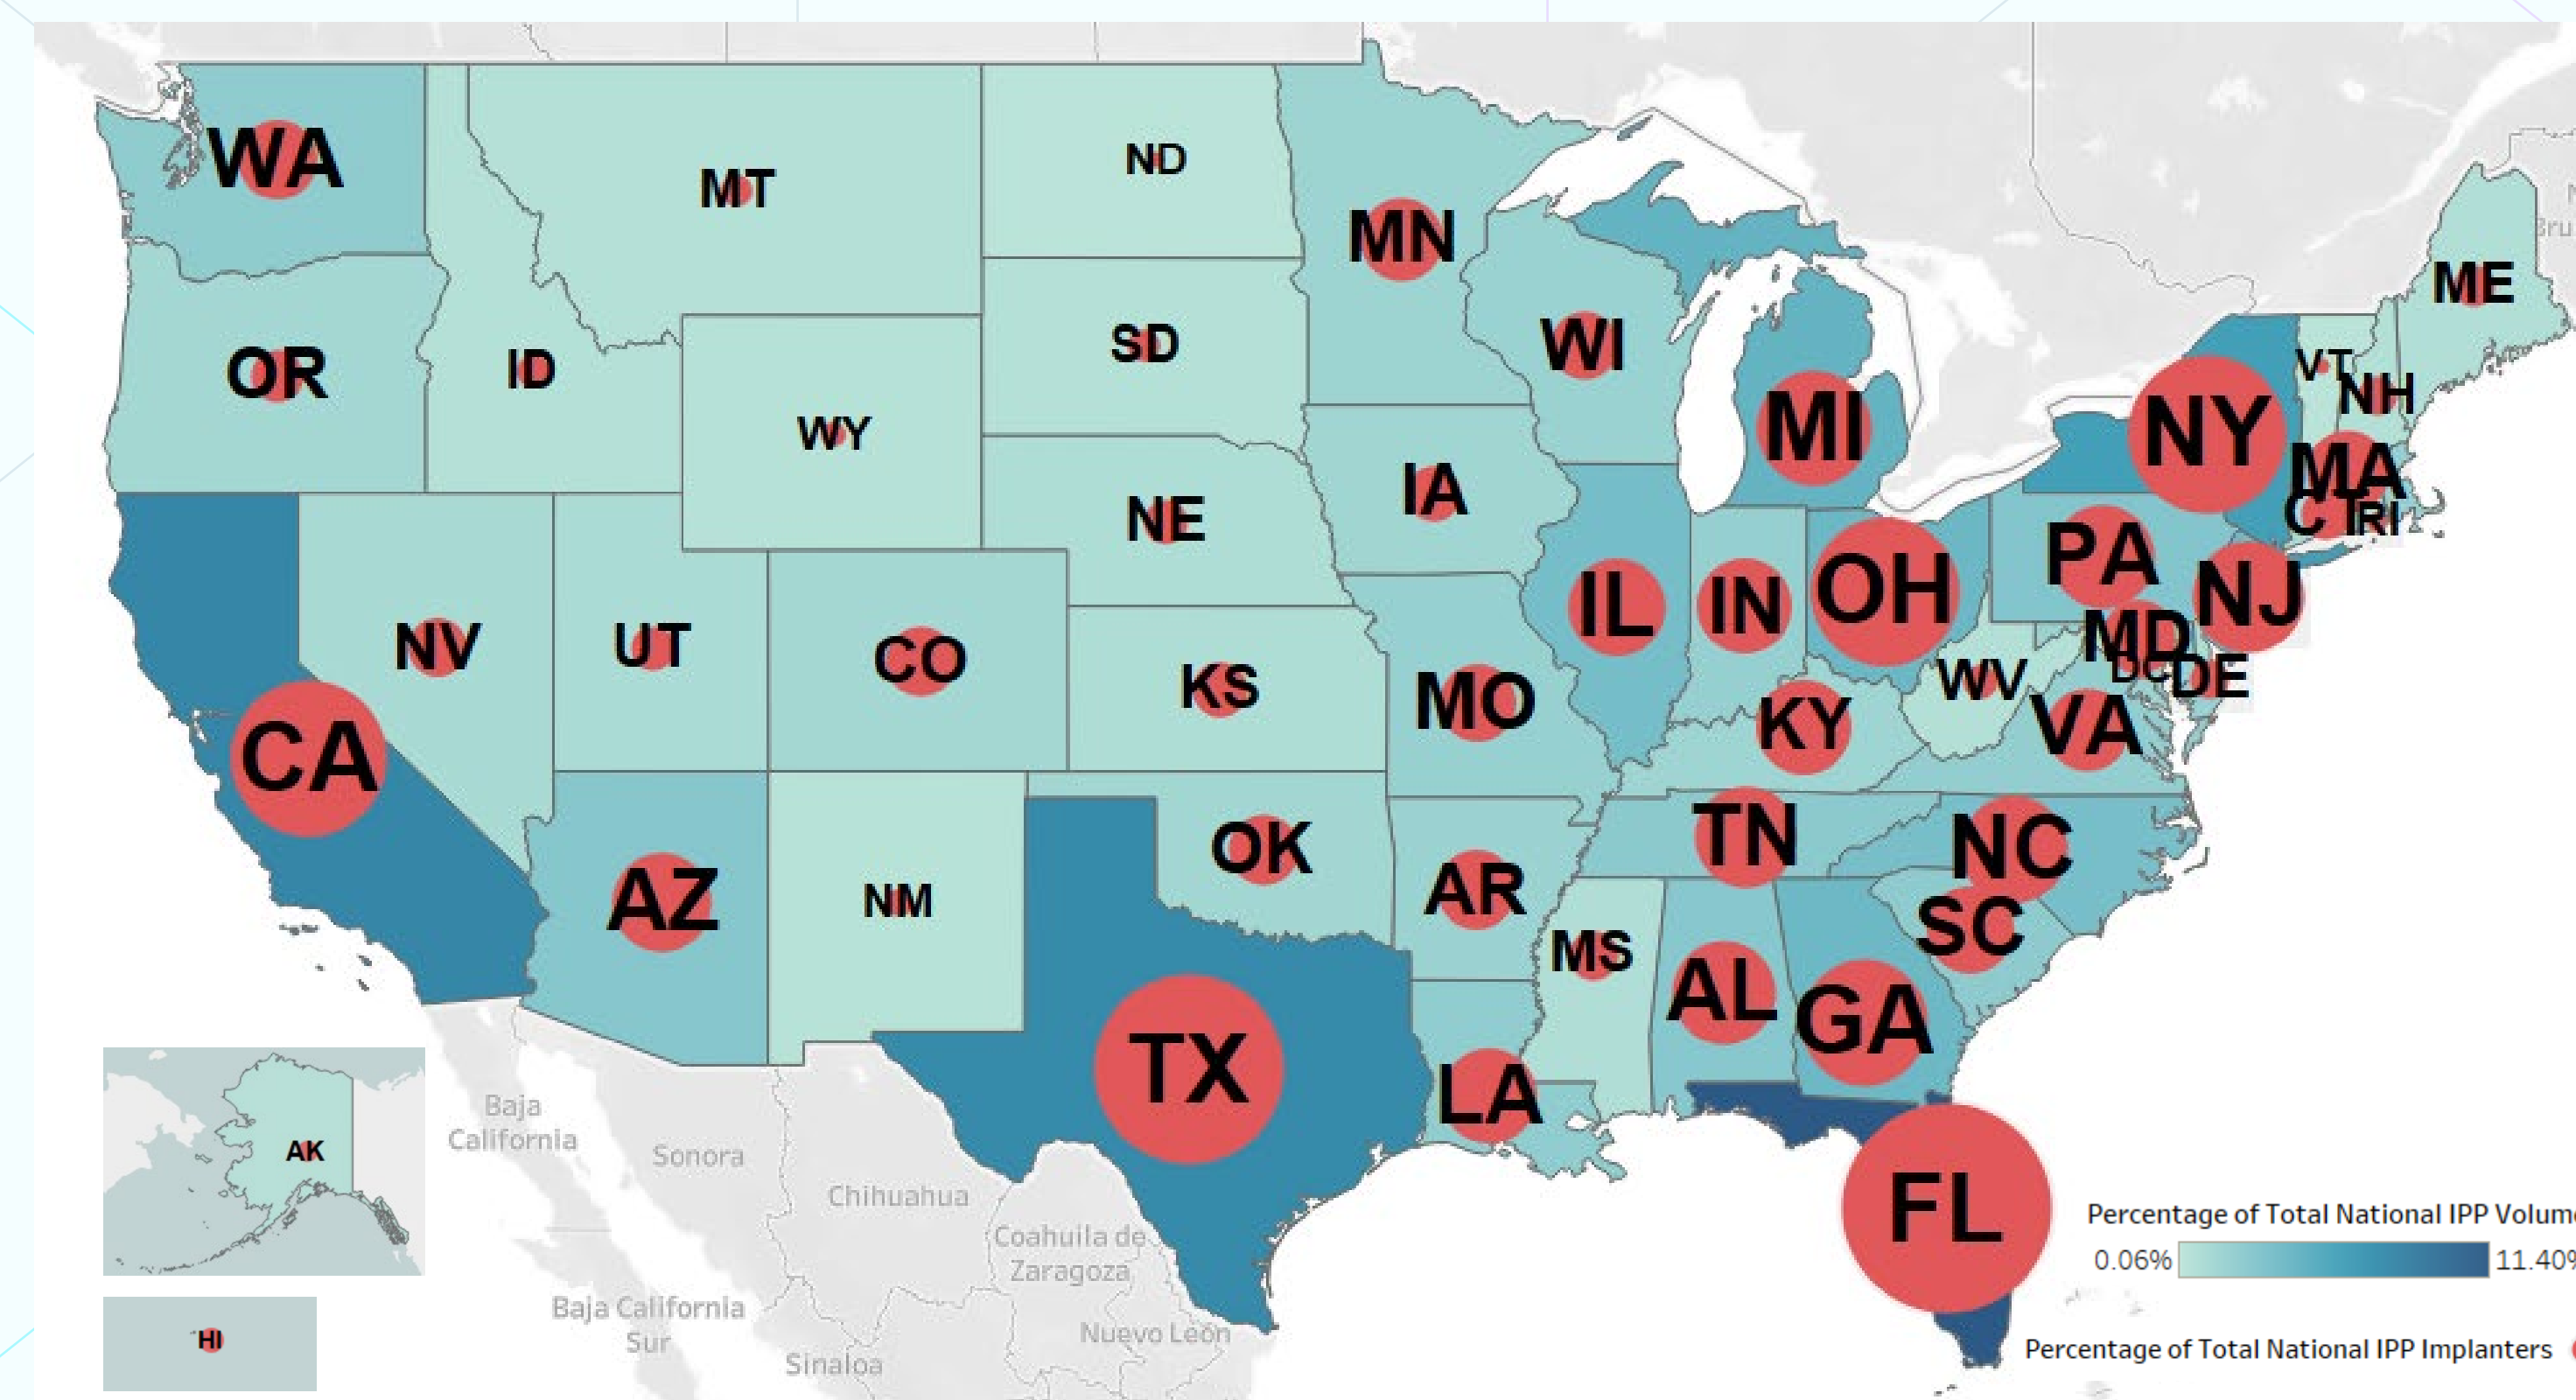 WA
MT
ND
MN
OR
ID
SD
WI
ME
WY
VT
NH
MI
NY
MA
IA
NE
CT
RI
PA
NV
UT
CO
KS
MO
IL
IN
OH
NJ
MD
DC
DE
WV
KY
VA
CA
AZ
NM
OK
AR
TN
NC
SC
MS
AL
GA
TX
LA
FL
AK
HI
Baja
California
Sonora
Chihuahua
Coahuila de
Zaragoza
Baja California
Sur
Nuevo León
Sinaloa
Bru
Percentage of Total National IPP Volume
0.06% 11.40%
Percentage of Total National IPP Implanters